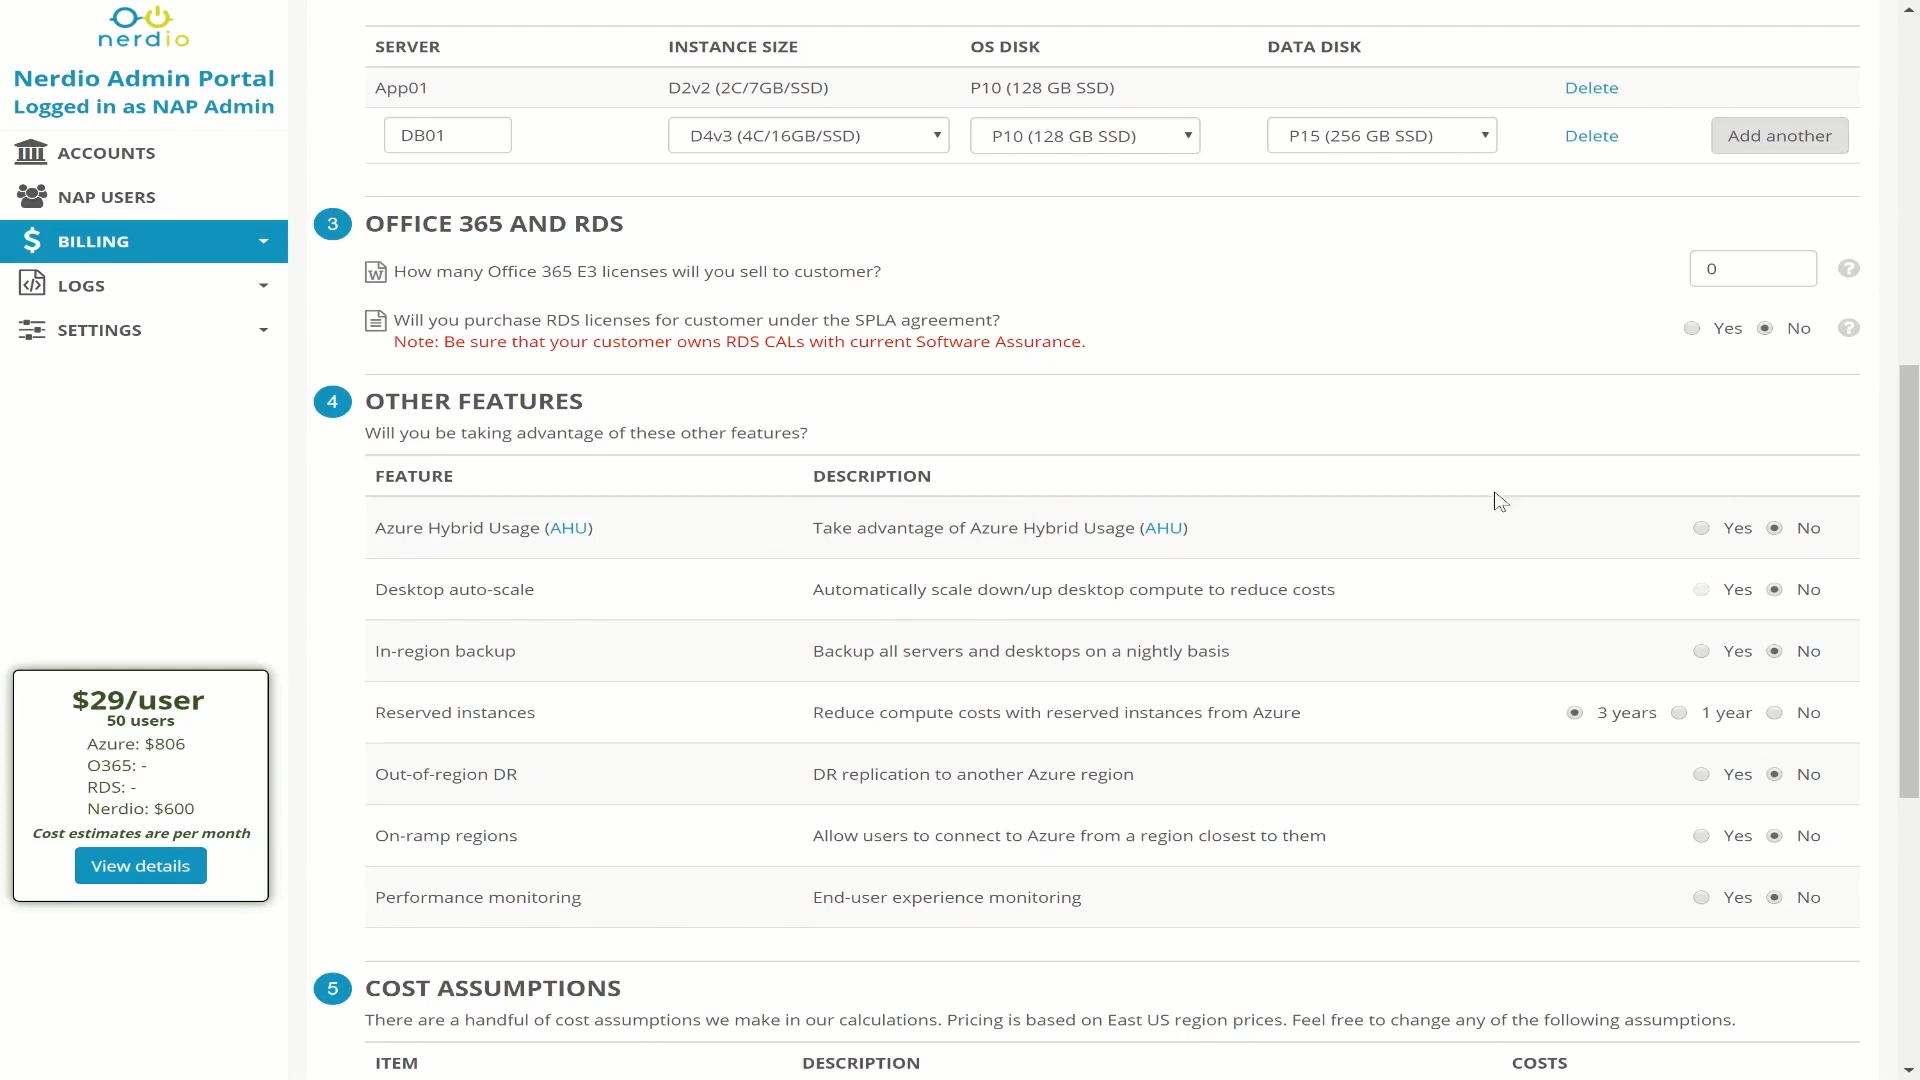 nerdio
Nerdio Admin Portal
Logged in as NAP Admin
ACCOUNTS
NAP USERS
BILLING
LOGS
SETTINGS
$29/user
50 users
Azure: $806
O365: -
RDS: -
Nerdio: $600
Cost estimates are per month
View details
SERVER INSTANCE SIZE OS DISK DATA DISK
App01 D2v2 (2C/7GB/SSD) P10 (128 GB SSD) Delete
DB01 D4v3 (4C/16GB/SSD) P10 (128 GB SSD) P15 (256 GB SSD) Delete Add another
3 OFFICE 365 AND RDS
How many Office 365 E3 licenses will you sell to customer? 0 ?
Will you purchase RDS licenses for customer under the SPLA agreement? Yes No ?
Note: Be sure that your customer owns RDS CALs with current Software Assurance.
4 OTHER FEATURES
Will you be taking advantage of these other features?
FEATURE DESCRIPTION
Azure Hybrid Usage (AHU) Take advantage of Azure Hybrid Usage (AHU) Yes No
Desktop auto-scale Automatically scale down/up desktop compute to reduce costs Yes No
In-region backup Backup all servers and desktops on a nightly basis Yes No
Reserved instances Reduce compute costs with reserved instances from Azure 3 years 1 year No
Out-of-region DR DR replication to another Azure region Yes No
On-ramp regions Allow users to connect to Azure from a region closest to them Yes No
Performance monitoring End-user experience monitoring Yes No
5 COST ASSUMPTIONS
There are a handful of cost assumptions we make in our calculations. Pricing is based on East US region prices. Feel free to change any of the following assumptions.
ITEM DESCRIPTION COSTS